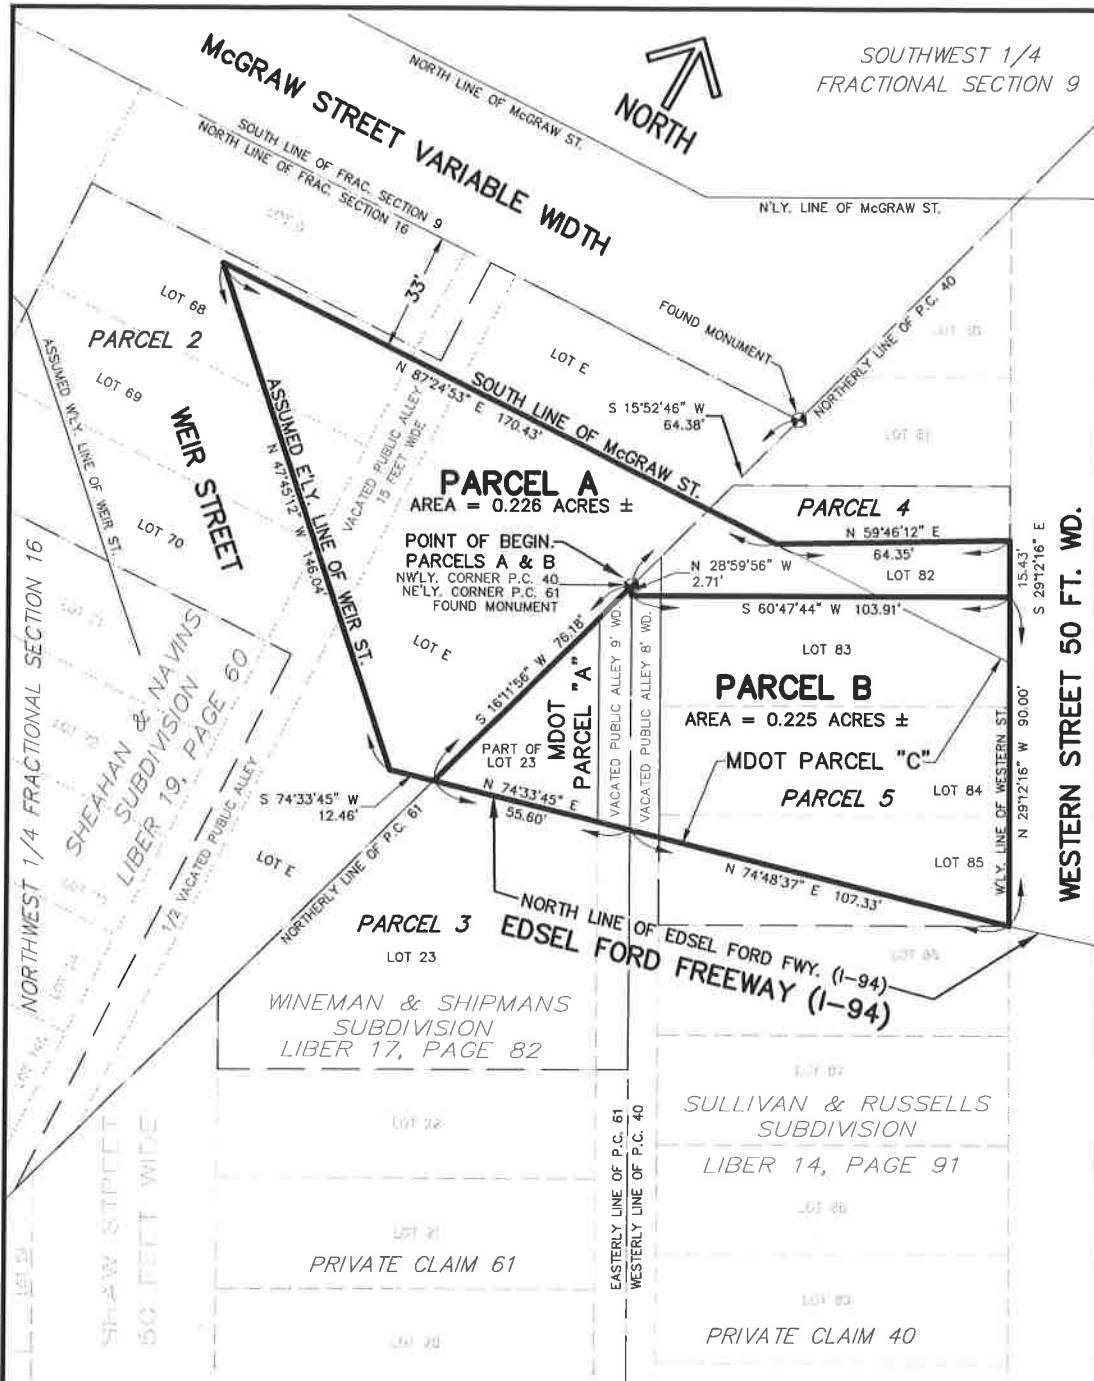 SOUTHWEST 1/4
FRACTIONAL SECTION 9
NORTH LINE OF McGRAW ST.
NORTH
McGRAW STREET VARIABLE WIDTH
SOUTH LINE OF FRAC. SECTION 9
NORTH LINE OF FRAC. SECTION 16
N'LY. LINE OF McGRAW ST.
33'
LOT 68
PARCEL 2
LOT 69
ASSUMED W'LY. LINE OF WEIR ST.
WEIR STREET
LOT 70
FOUND MONUMENT
NORTHERLY LINE OF P.C. 40
LOT E
S 15°52'46" W
64.38'
SOUTH LINE OF McGRAW ST.
N 87°24'53" E 170.43'
ASSUMED E'LY. LINE OF WEIR ST.
N 47°45'12" W 146.04'
VACATED PUBLIC ALLEY
15 FEET WIDE
PARCEL A
AREA = 0.226 ACRES ±
PARCEL 4
N 59°46'12" E
64.35'
LOT 82
15.43'
S 29°12'16" E
POINT OF BEGIN.
PARCELS A & B
NW'LY. CORNER P.C. 40
NE'LY. CORNER P.C. 61
FOUND MONUMENT
N 28°59'56" W
2.71'
S 60°47'44" W 103.91'
LOT E
S 16°11'56" W 76.18'
LOT 83
PARCEL B
AREA = 0.225 ACRES ±
MDOT PARCEL "C"
PARCEL 5
LOT 84
LOT 85
W'LY. LINE OF WESTERN ST.
N 29°12'16" W 90.00'
WESTERN STREET 50 FT. WD.
MDOT
PARCEL "A"
VACATED PUBLIC ALLEY 9' WD.
VACATED PUBLIC ALLEY 8' WD.
PART OF
LOT 23
N 74°33'45" E
55.60'
S 74°33'45" W
12.46'
N 74°48'37" E 107.33'
NORTHWEST 1/4 FRACTIONAL SECTION 16
SHEAHAN & NAVINS
SUBDIVISION
LIBER 19, PAGE 60
1/2 VACATED PUBLIC ALLEY
LOT E
NORTHERLY LINE OF P.C. 61
PARCEL 3
LOT 23
NORTH LINE OF EDSEL FORD FWY. (I-94)
EDSEL FORD FREEWAY (I-94)
WINEMAN & SHIPMANS
SUBDIVISION
LIBER 17, PAGE 82
SULLIVAN & RUSSELLS
SUBDIVISION
LIBER 14, PAGE 91
EASTERLY LINE OF P.C. 61
WESTERLY LINE OF P.C. 40
SHAW STREET
50 FEET WIDE
PRIVATE CLAIM 61
PRIVATE CLAIM 40